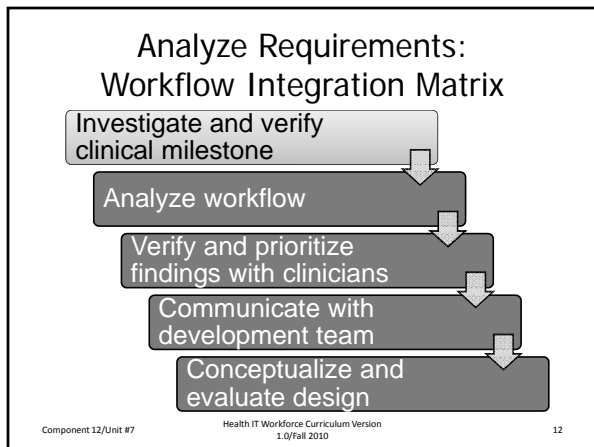 Analyze Requirements:
Workflow Integration Matrix
Investigate and verify
clinical milestone
Analyze workflow
Verify and prioritize
findings with clinicians
Communicate with
development team
Conceptualize and
evaluate design
Component 12/Unit #7
Health IT Workforce Curriculum Version
1.0/Fall 2010
12